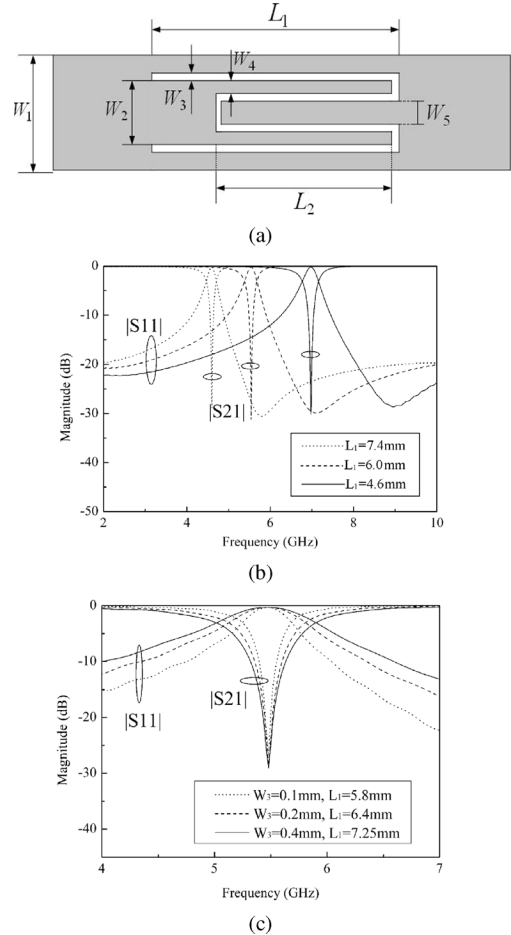 L1
W4
W3
W1
W2
W5
L2
(a)
0
-10
-20
-30
-40
-50
Magnitude (dB)
|S11|
|S21|
L1=7.4mm
L1=6.0mm
L1=4.6mm
2 4 6 8 10
Frequency (GHz)
(b)
0
-10
-20
-30
-40
Magnitude (dB)
|S21|
|S11|
W3=0.1mm, L1=5.8mm
W3=0.2mm, L1=6.4mm
W3=0.4mm, L1=7.25mm
4 5 6 7
Frequency (GHz)
(c)